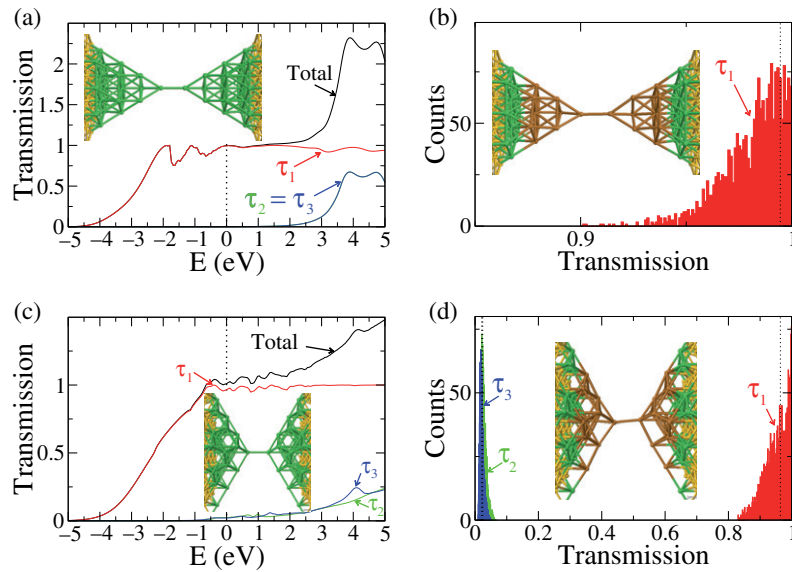 (a)
Transmission
2
1.5
1
0.5
0
Total
τ1
τ2 = τ3
−5 −4 −3 −2 −1 0 1 2 3 4 5
E (eV)
(b)
Counts
50
0
τ1
0.9 1
Transmission
(c)
Transmission
1
0.5
0
τ1
Total
τ3
τ2
−5 −4 −3 −2 −1 0 1 2 3 4 5
E (eV)
(d)
Counts
50
0
τ3
τ2
τ1
0 0.2 0.4 0.6 0.8 1
Transmission